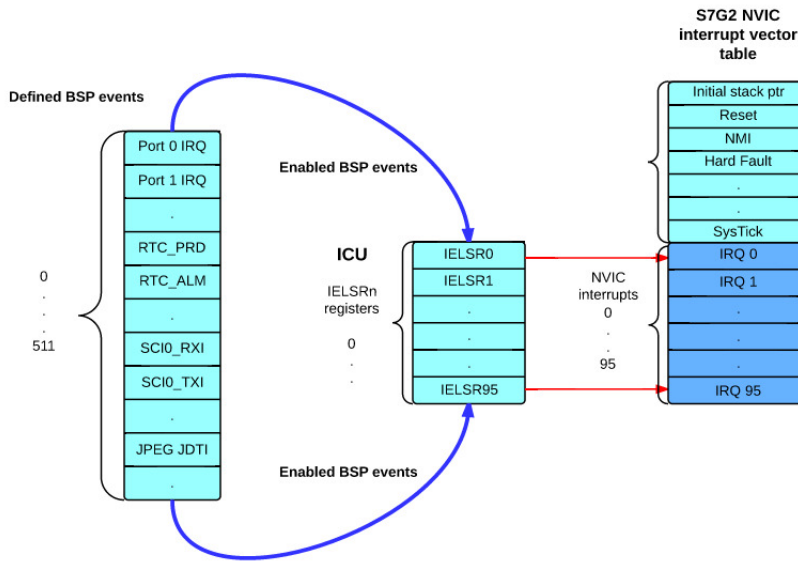 S7G2 NVIC
interrupt vector
table
Defined BSP events
Port 0 IRQ
Port 1 IRQ
.
RTC_PRD
RTC_ALM
.
SCI0_RXI
SCI0_TXI
.
JPEG JDTI
.
0
.
.
.
511
Enabled BSP events
ICU
IELSRn
registers
0
.
.
IELSR0
IELSR1
.
.
.
IELSR95
Enabled BSP events
NVIC
interrupts
0
.
.
95
Initial stack ptr
Reset
NMI
Hard Fault
.
.
SysTick
IRQ 0
IRQ 1
.
.
.
IRQ 95